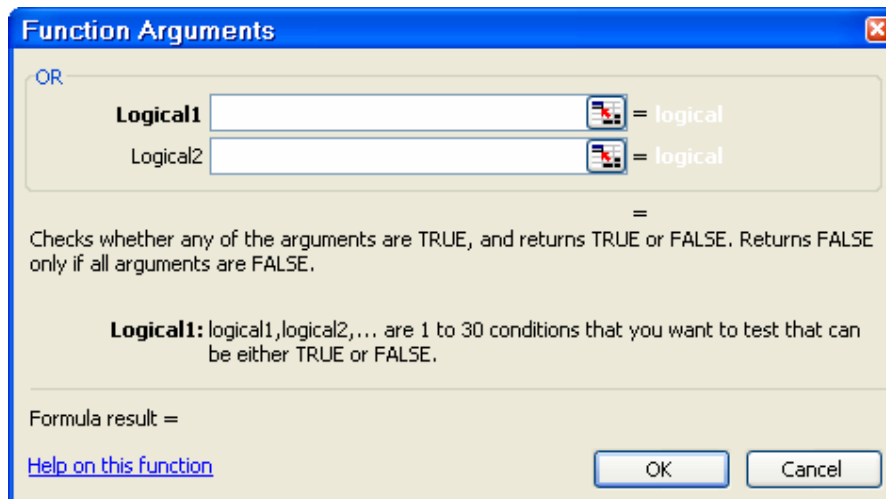 Function Arguments
OR
Logical1 = logical
Logical2 = logical
=
Checks whether any of the arguments are TRUE, and returns TRUE or FALSE. Returns FALSE
only if all arguments are FALSE.
Logical1: logical1,logical2,... are 1 to 30 conditions that you want to test that can
be either TRUE or FALSE.
Formula result =
Help on this function
OK Cancel